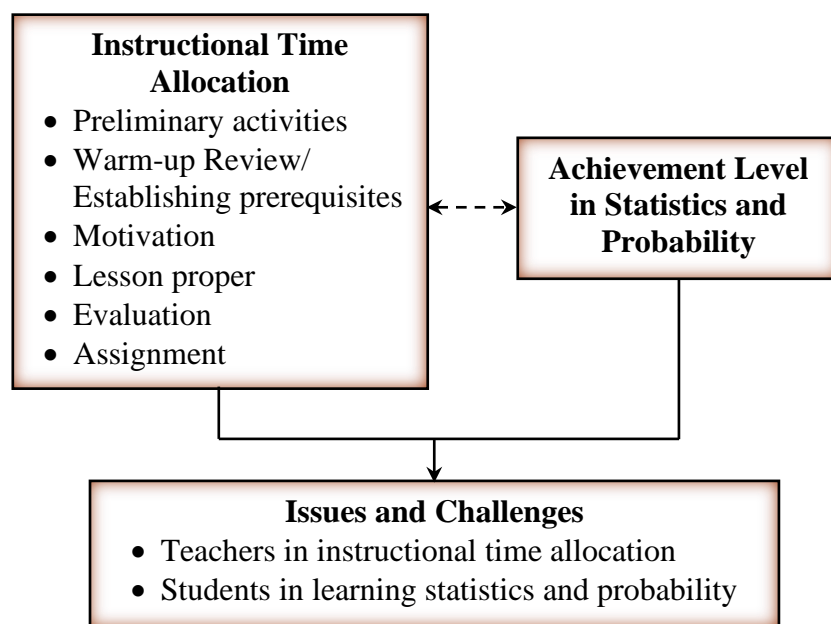 Instructional Time
Allocation
• Preliminary activities
• Warm-up Review/
Establishing prerequisites
• Motivation
• Lesson proper
• Evaluation
• Assignment
Achievement Level
in Statistics and
Probability
Issues and Challenges
• Teachers in instructional time allocation
• Students in learning statistics and probability